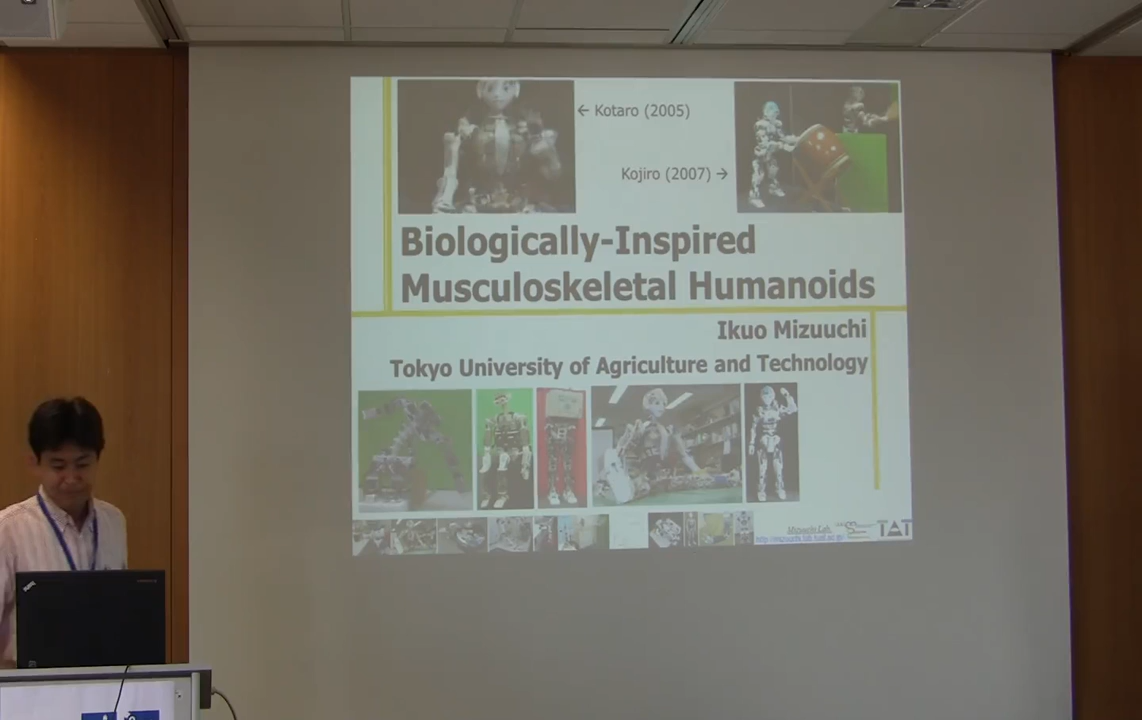 ← Kotaro (2005)
Kojiro (2007) →
Biologically-Inspired
Musculoskeletal Humanoids
Ikuo Mizuuchi
Tokyo University of Agriculture and Technology
Mizuuchi Lab.
TAT